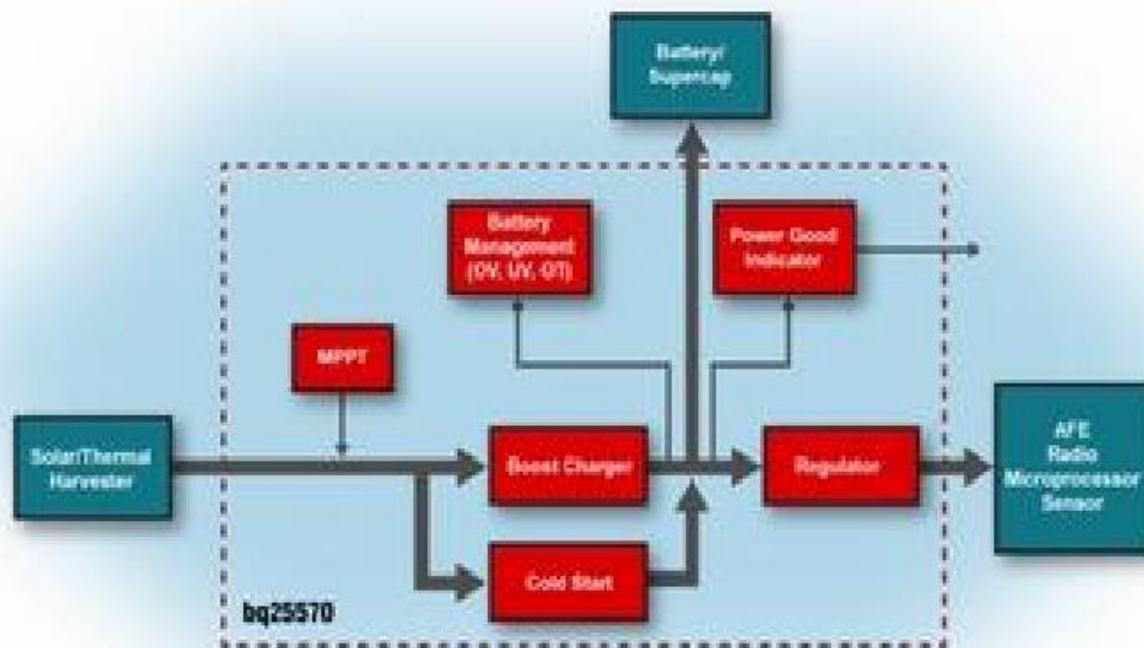 Battery/
Supercap
Battery
Management
(OV, UV, OT)
Power Good
Indicator
MPPT
Solar/Thermal
Harvester
Boost Charger
Regulator
AFE
Radio
Microprocessor
Sensor
Cold Start
bq25570